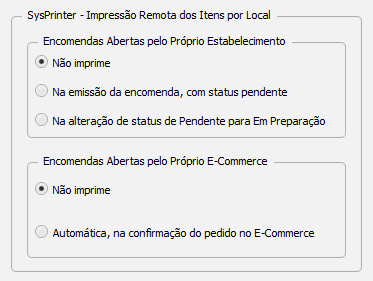 SysPrinter - Impressão Remota dos Itens por Local
Encomendas Abertas pelo Próprio Estabelecimento
Não imprime
Na emissão da encomenda, com status pendente
Na alteração de status de Pendente para Em Preparação
Encomendas Abertas pelo Próprio E-Commerce
Não imprime
Automática, na confirmação do pedido no E-Commerce